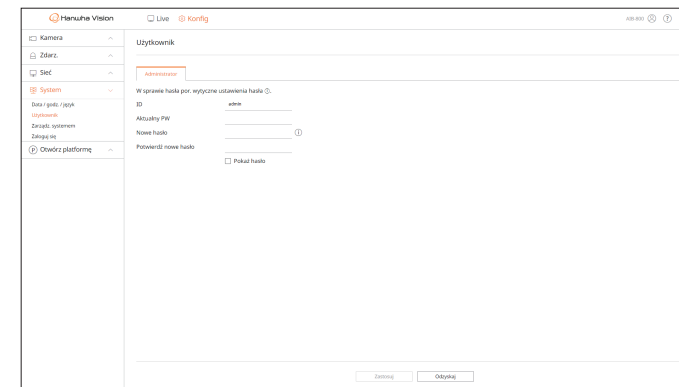 Hanwha Vision
Live
Konfig
Kamera
Zdarz.
Sieć
System
Data / godz. / język
Użytkownik
Zarządz. systemem
Zaloguj się
P Otwórz platformę
Użytkownik
Administrator
W sprawie hasła por. wytyczne ustawienia hasła
ID admin
Aktualny PW
Nowe hasło
Potwierdź nowe hasło
Pokaż hasło
Zastosuj Odzyskaj